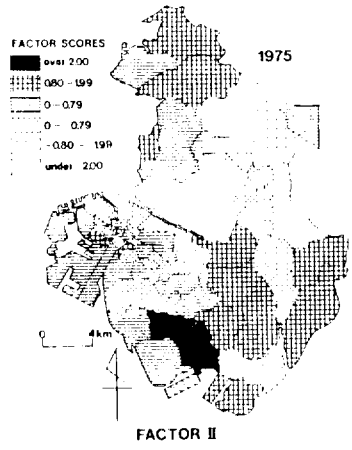 FACTOR SCORES
1975
over 2.00
0.80 - 1.99
0 - 0.79
0 - 0.79
- 0.80 - 1.99
under 2.00
0 4km
FACTOR II